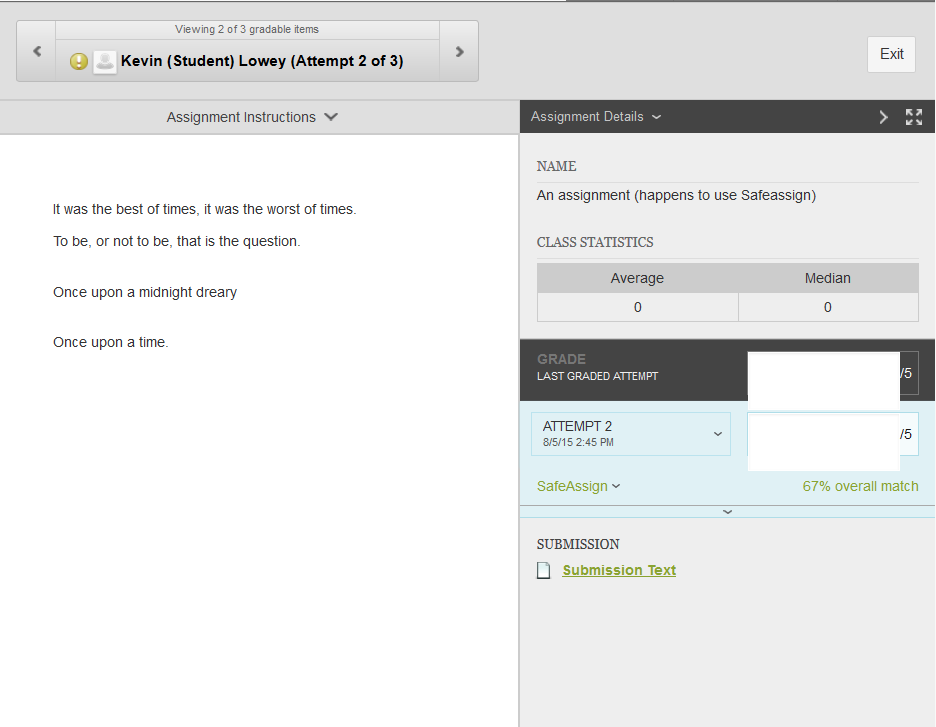 Viewing 2 of 3 gradable items
Kevin (Student) Lowey (Attempt 2 of 3)
Exit
Assignment Instructions
Assignment Details
It was the best of times, it was the worst of times.
To be, or not to be, that is the question.
Once upon a midnight dreary
Once upon a time.
NAME
An assignment (happens to use Safeassign)
CLASS STATISTICS
Average Median
0 0
GRADE
LAST GRADED ATTEMPT
/5
ATTEMPT 2
8/5/15 2:45 PM
/5
SafeAssign 67% overall match
SUBMISSION
Submission Text